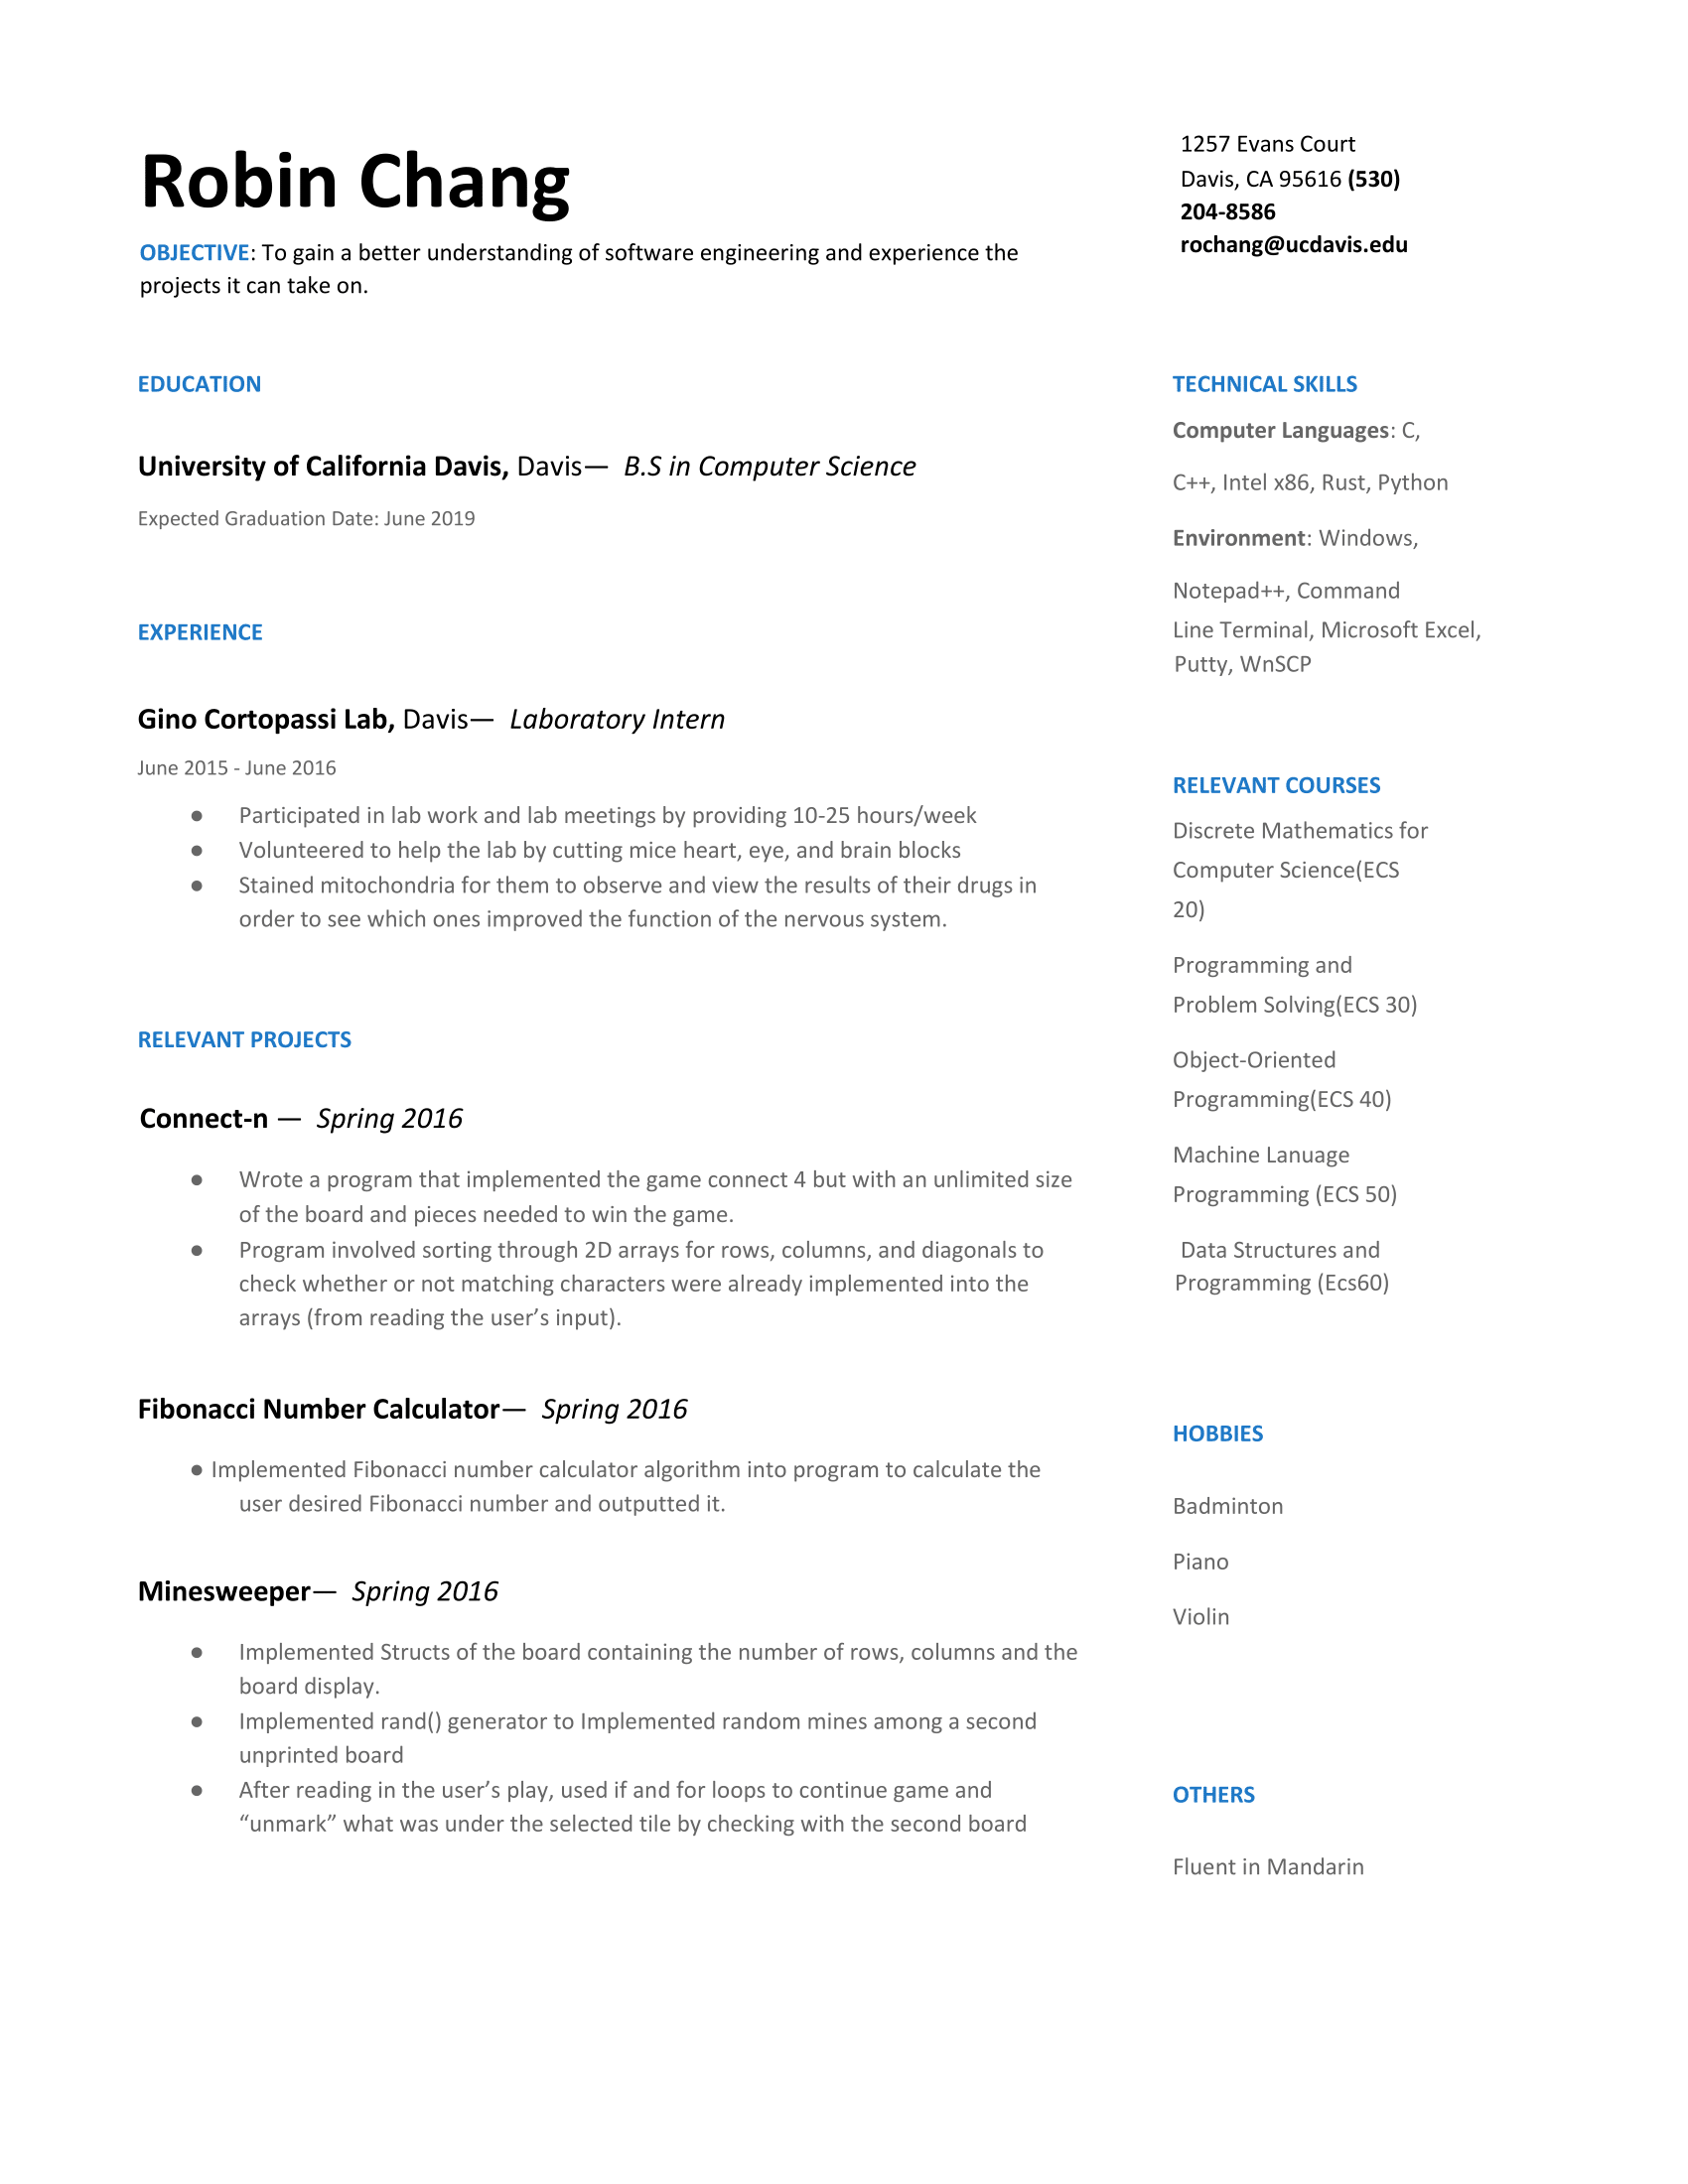 Robin Chang
OBJECTIVE: To gain a better understanding of software engineering and experience the
projects it can take on.
1257 Evans Court
Davis, CA 95616 (530)
204-8586
rochang@ucdavis.edu
EDUCATION
University of California Davis, Davis— B.S in Computer Science
Expected Graduation Date: June 2019
EXPERIENCE
Gino Cortopassi Lab, Davis— Laboratory Intern
June 2015 - June 2016
● Participated in lab work and lab meetings by providing 10-25 hours/week
● Volunteered to help the lab by cutting mice heart, eye, and brain blocks
● Stained mitochondria for them to observe and view the results of their drugs in
order to see which ones improved the function of the nervous system.
RELEVANT PROJECTS
Connect-n — Spring 2016
● Wrote a program that implemented the game connect 4 but with an unlimited size
of the board and pieces needed to win the game.
● Program involved sorting through 2D arrays for rows, columns, and diagonals to
check whether or not matching characters were already implemented into the
arrays (from reading the user’s input).
Fibonacci Number Calculator— Spring 2016
● Implemented Fibonacci number calculator algorithm into program to calculate the
user desired Fibonacci number and outputted it.
Minesweeper— Spring 2016
● Implemented Structs of the board containing the number of rows, columns and the
board display.
● Implemented rand() generator to Implemented random mines among a second
unprinted board
● After reading in the user’s play, used if and for loops to continue game and
“unmark” what was under the selected tile by checking with the second board
TECHNICAL SKILLS
Computer Languages: C,
C++, Intel x86, Rust, Python
Environment: Windows,
Notepad++, Command
Line Terminal, Microsoft Excel,
Putty, WnSCP
RELEVANT COURSES
Discrete Mathematics for
Computer Science(ECS
20)
Programming and
Problem Solving(ECS 30)
Object-Oriented
Programming(ECS 40)
Machine Lanuage
Programming (ECS 50)
Data Structures and
Programming (Ecs60)
HOBBIES
Badminton
Piano
Violin
OTHERS
Fluent in Mandarin